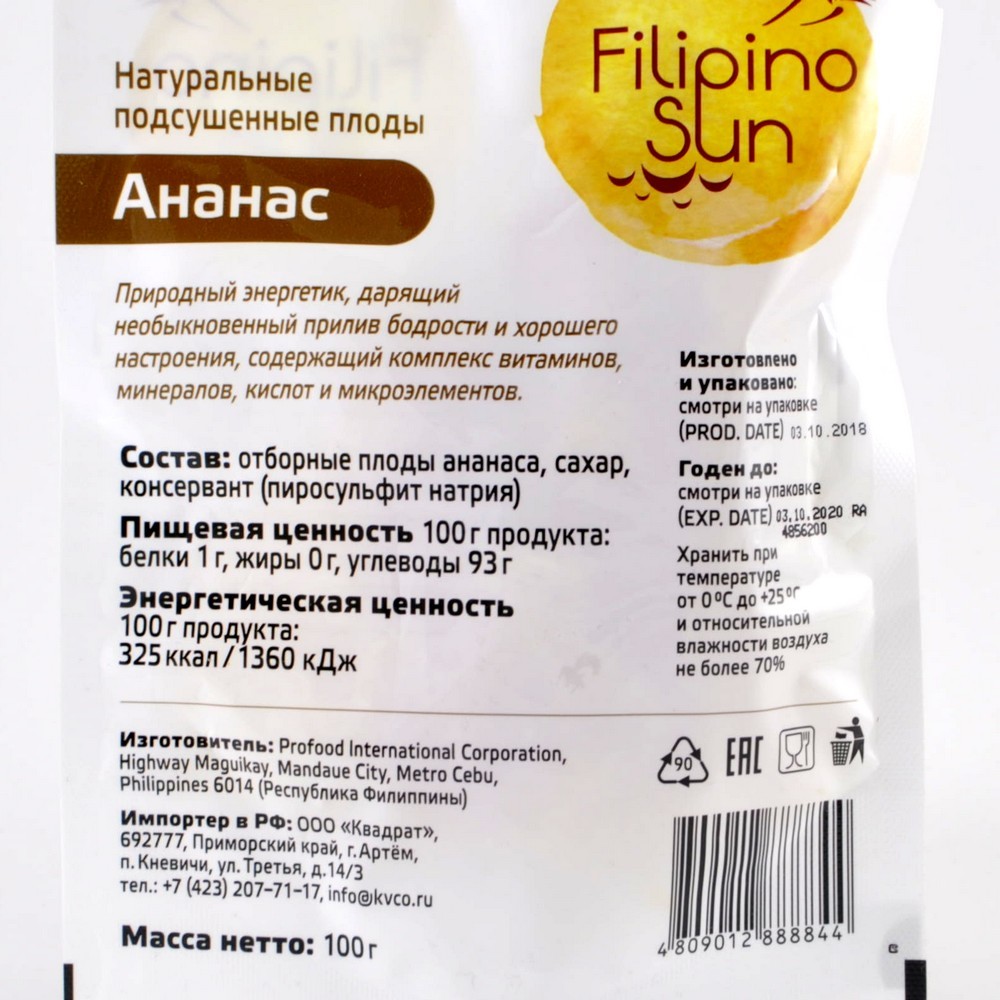 Filipino
Sun
Натуральные
подсушенные плоды
Ананас
Природный энергетик, дарящий
необыкновенный прилив бодрости и хорошего
настроения, содержащий комплекс витаминов,
минералов, кислот и микроэлементов.
Состав: отборные плоды ананаса, сахар,
консервант (пиросульфит натрия)
Пищевая ценность 100 г продукта:
белки 1 г, жиры 0 г, углеводы 93 г
Энергетическая ценность
100 г продукта:
325 ккал / 1360 кДж
Изготовлено
и упаковано:
смотри на упаковке
(PROD. DATE) 03.10.2018
Годен до:
смотри на упаковке
(EXP. DATE) 03.10.2020 RA
4856200
Хранить при
температуре
от 0 °C до +25 °C
и относительной
влажности воздуха
не более 70%
Изготовитель: Profood International Corporation,
Highway Maguikay, Mandaue City, Metro Cebu,
Philippines 6014 (Республика Филиппины)
Импортер в РФ: ООО «Квадрат»,
692777, Приморский край, г. Артём,
п. Кневичи, ул. Третья, д.14/3
тел.: +7 (423) 207-71-17, info@kvco.ru
Масса нетто: 100 г
90
EAC
4 809012 888844